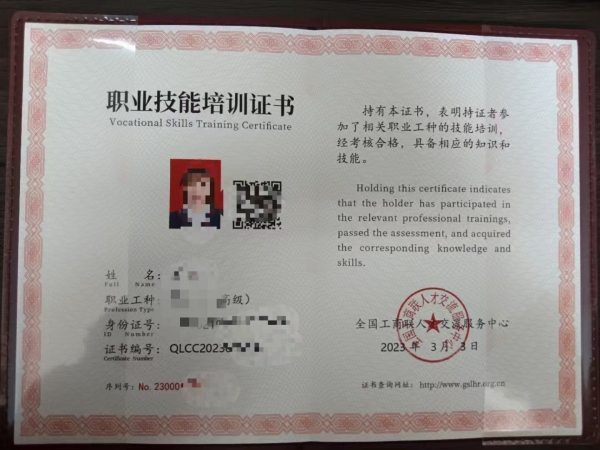 职业技能培训证书
Vocational Skills Training Certificate
姓 名：
Full Name
职业工种：
高级）
Profession Type
身份证号：
ID Number
证书编号：QLCC2023
Certificate Number
序列号：No. 23000
持有本证书，表明持证者参
加了相关职业工种的技能培训，
经考核合格，具备相应的知识和
技能。
Holding this certificate indicates
that the holder has participated in
the relevant professional trainings,
passed the assessment, and acquired
the corresponding knowledge and
skills.
全国工商联人才交流服务中心
2023年 3月 3日
证书查询网址：http://www.gslhr.org.cn